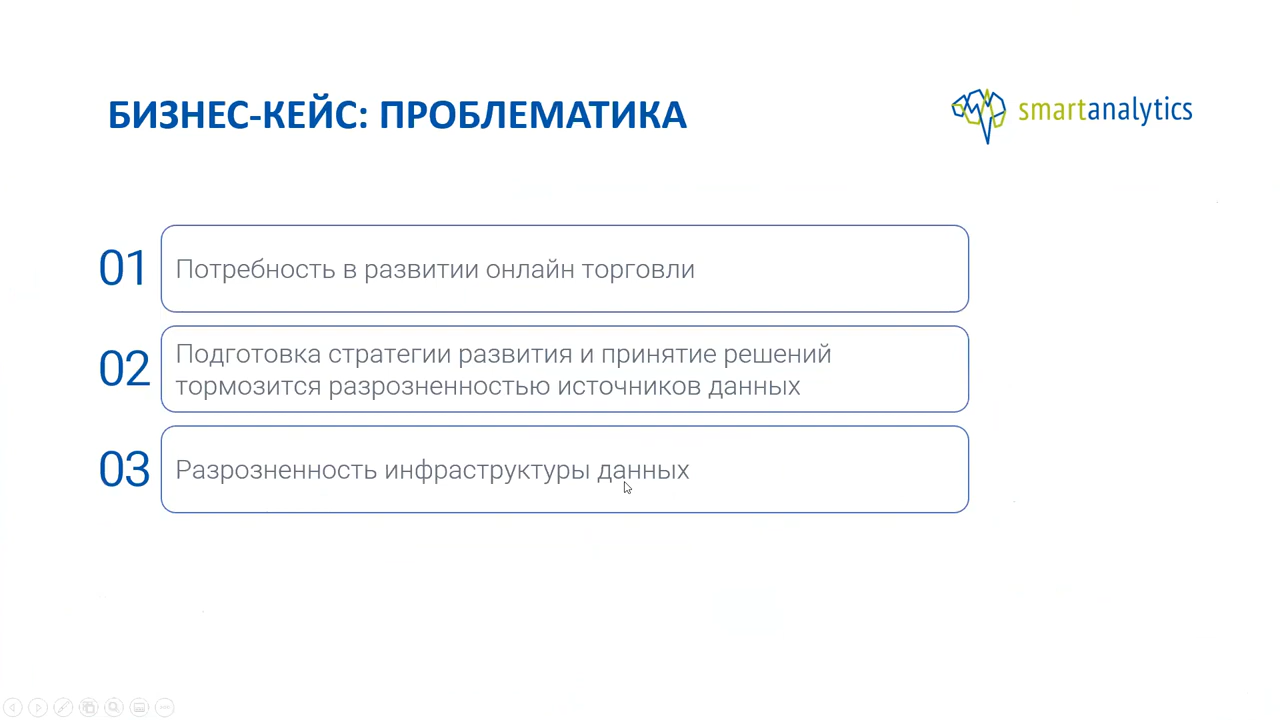 БИЗНЕС-КЕЙС: ПРОБЛЕМАТИКА
smartanalytics
01
Потребность в развитии онлайн торговли
02
Подготовка стратегии развития и принятие решений
тормозится разрозненностью источников данных
03
Разрозненность инфраструктуры данных